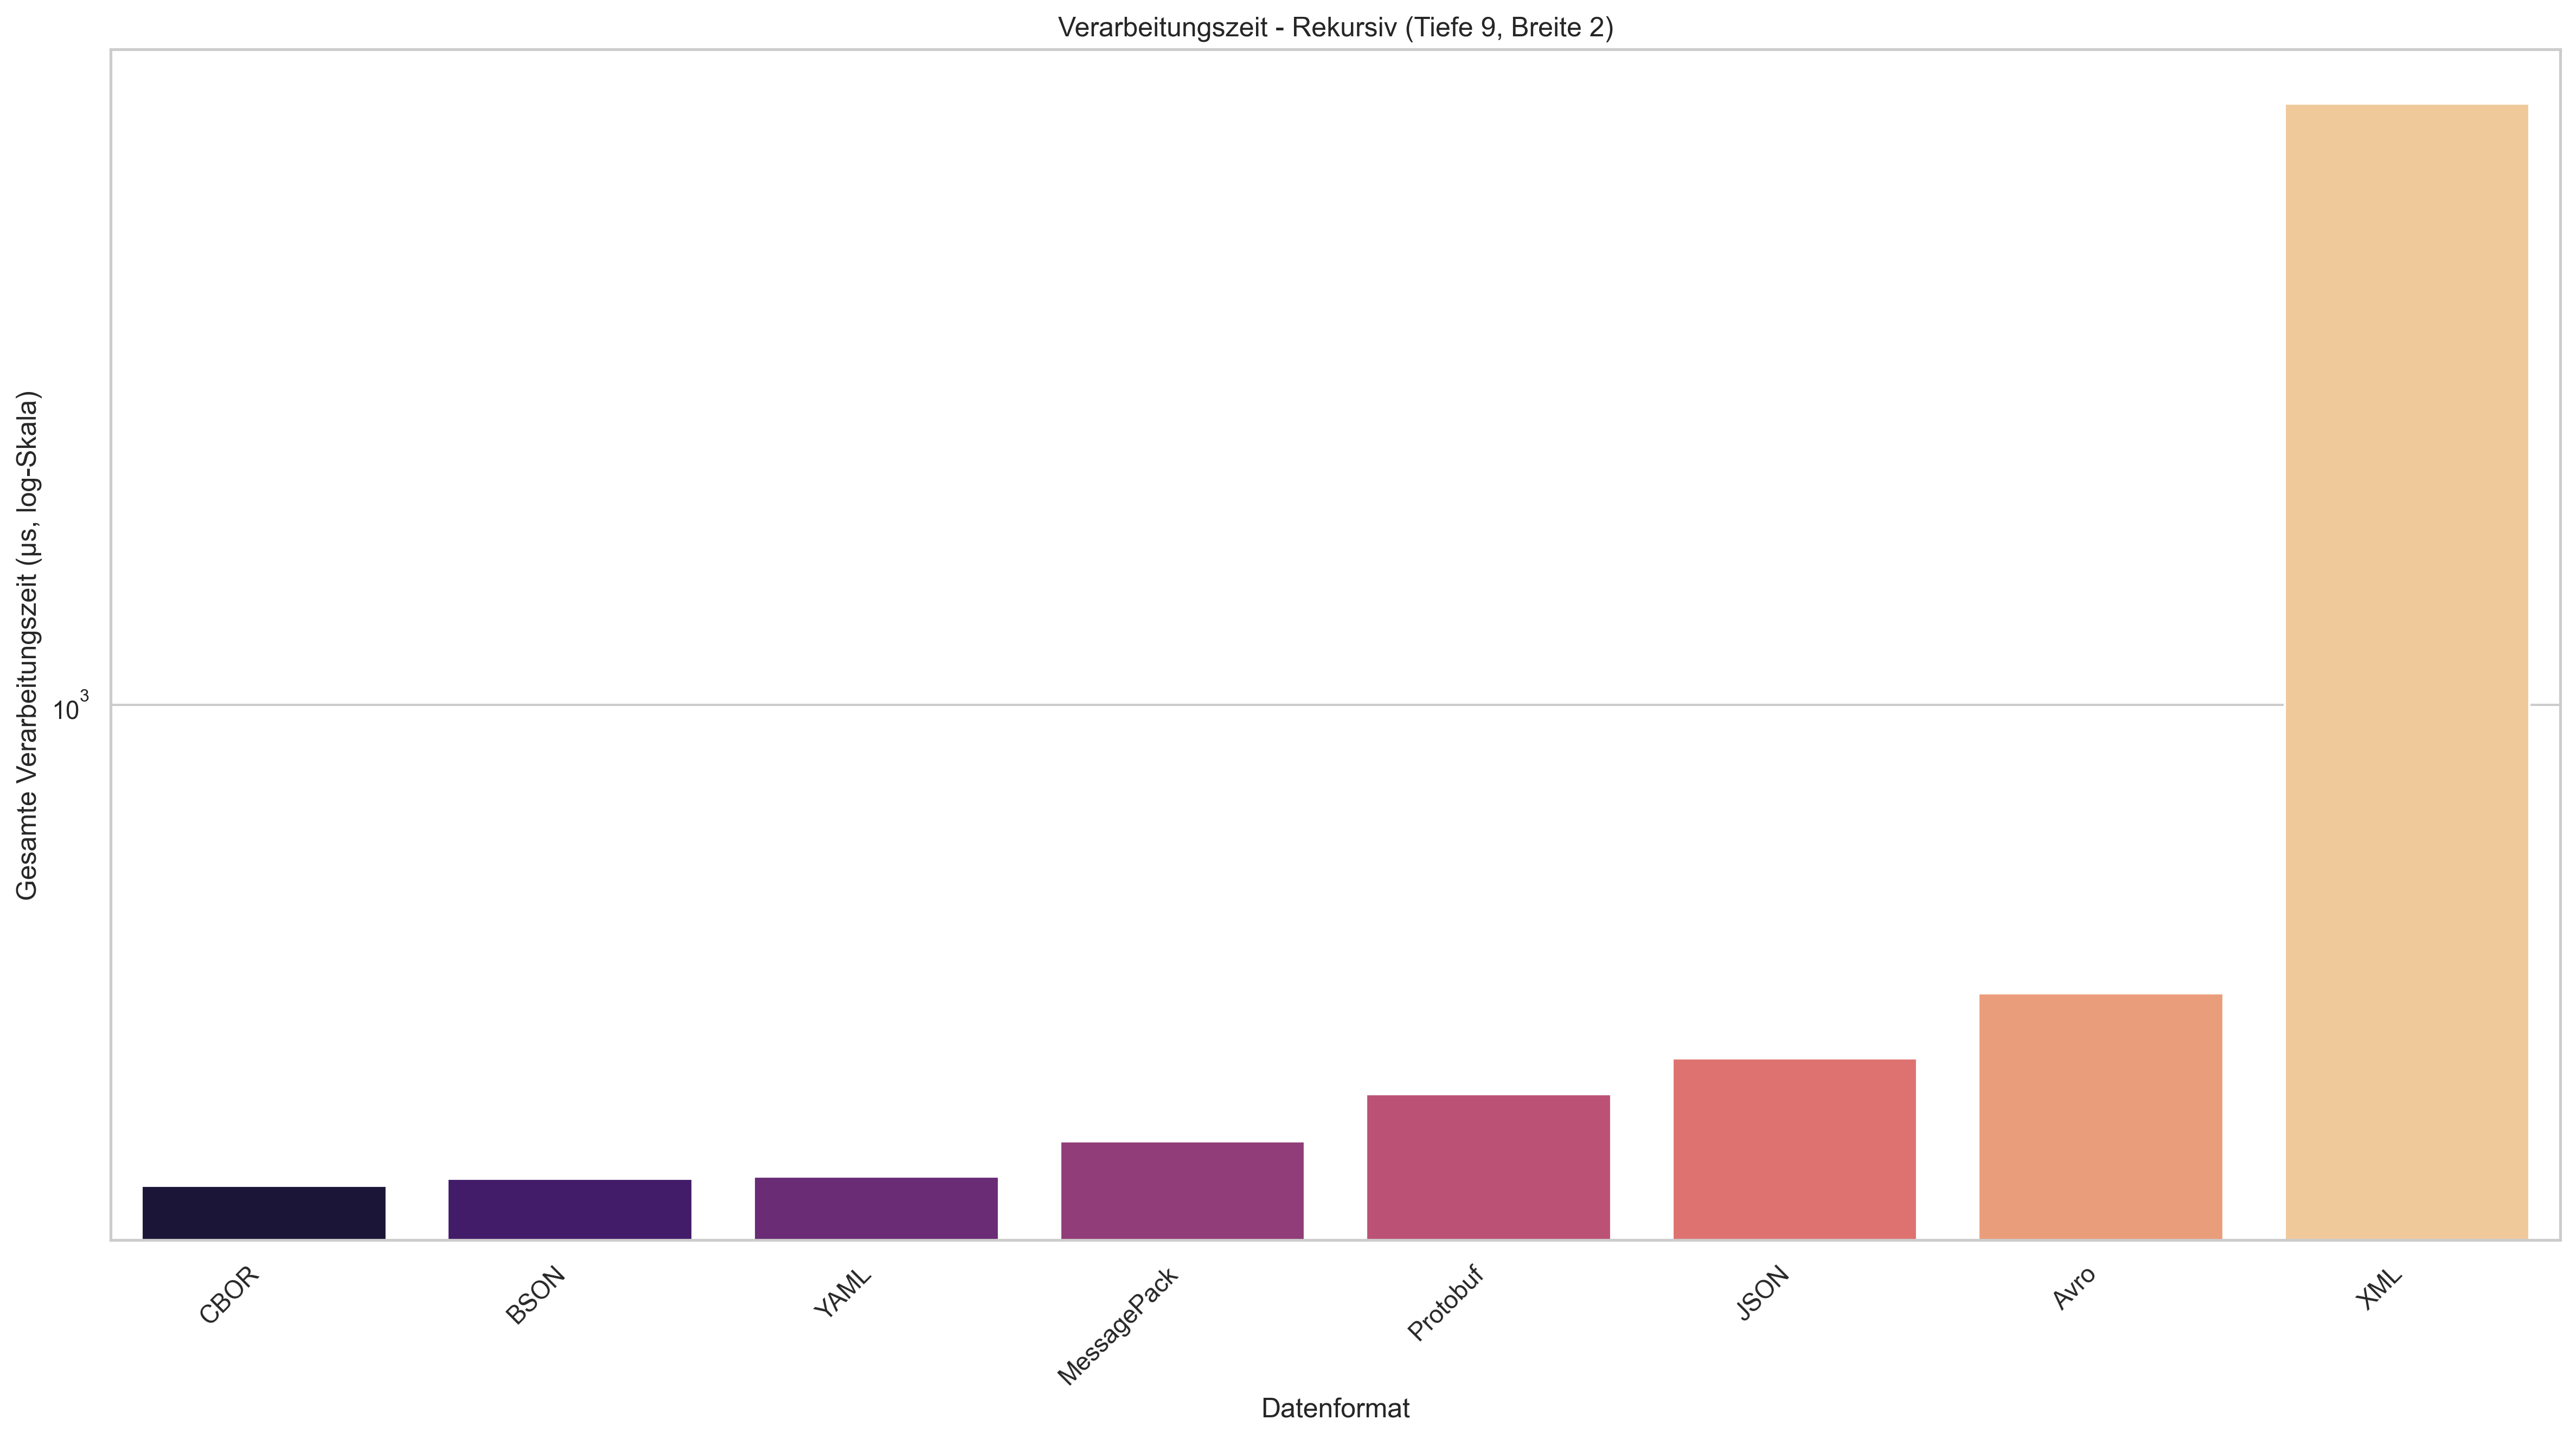 Verarbeitungszeit - Rekursiv (Tiefe 9, Breite 2)
Gesamte Verarbeitungszeit (µs, log-Skala)
10³
CBOR
BSON
YAML
MessagePack
Protobuf
JSON
Avro
XML
Datenformat